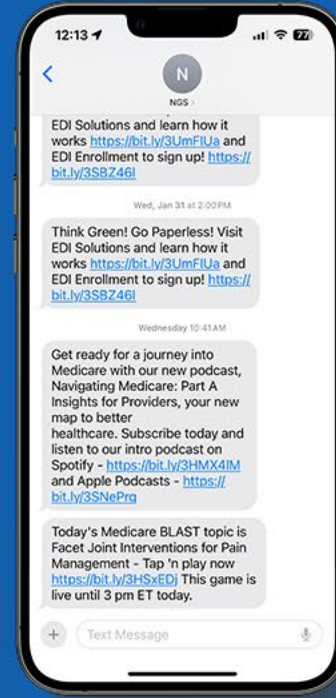 12:13
77
N
NGS
EDI Solutions and learn how it
works https://bit.ly/3UmFIUa and
EDI Enrollment to sign up! https://
bit.ly/3SBZ46I
Wed, Jan 31 at 2:00PM
Think Green! Go Paperless! Visit
EDI Solutions and learn how it
works https://bit.ly/3UmFIUa and
EDI Enrollment to sign up! https://
bit.ly/3SBZ46I
Wednesday 10:41 AM
Get ready for a journey into
Medicare with our new podcast,
Navigating Medicare: Part A
Insights for Providers, your new
map to better
healthcare. Subscribe today and
listen to our intro podcast on
Spotify - https://bit.ly/3HMX4IM
and Apple Podcasts - https://
bit.ly/3SNePrq
Today's Medicare BLAST topic is
Facet Joint Interventions for Pain
Management - Tap 'n play now
https://bit.ly/3HSxEDj This game is
live until 3 pm ET today.
Text Message